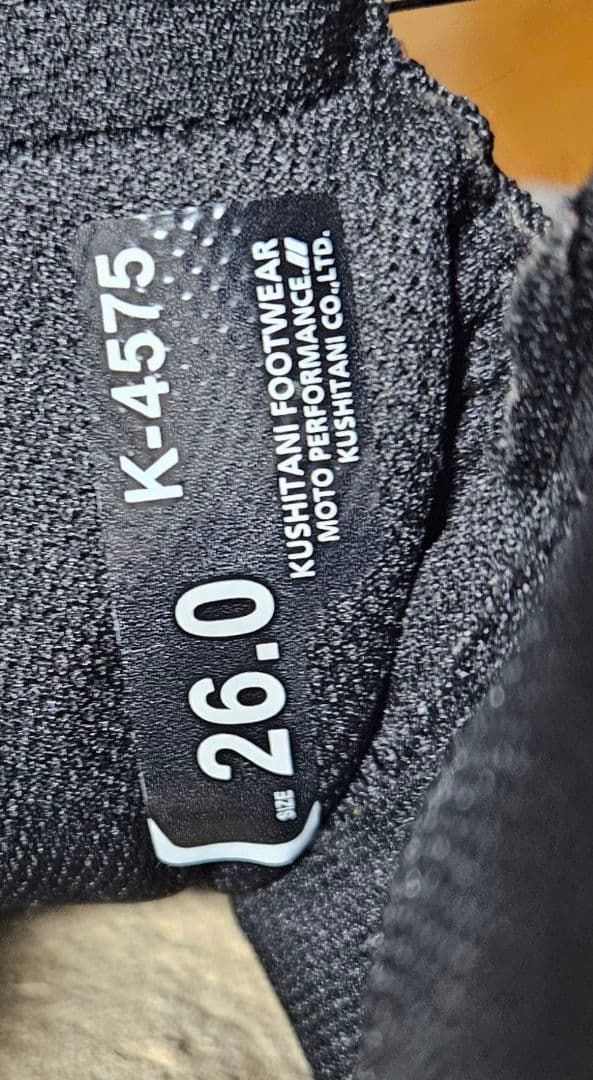 K-4575
SIZE 26.0
KUSHITANI FOOTWEAR
MOTO PERFORMANCE.//
KUSHITANI CO.,LTD.